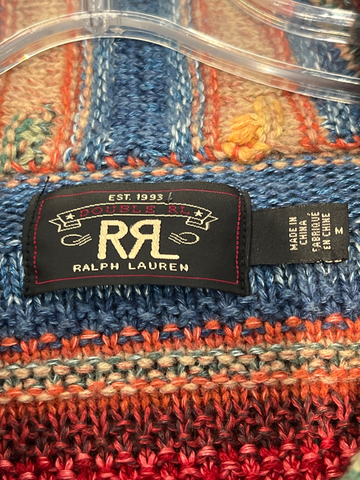 EST. 1993
DOUBLE RL
RRL
RALPH LAUREN
MADE IN
CHINA
FABRIQUÉ
EN CHINE
M